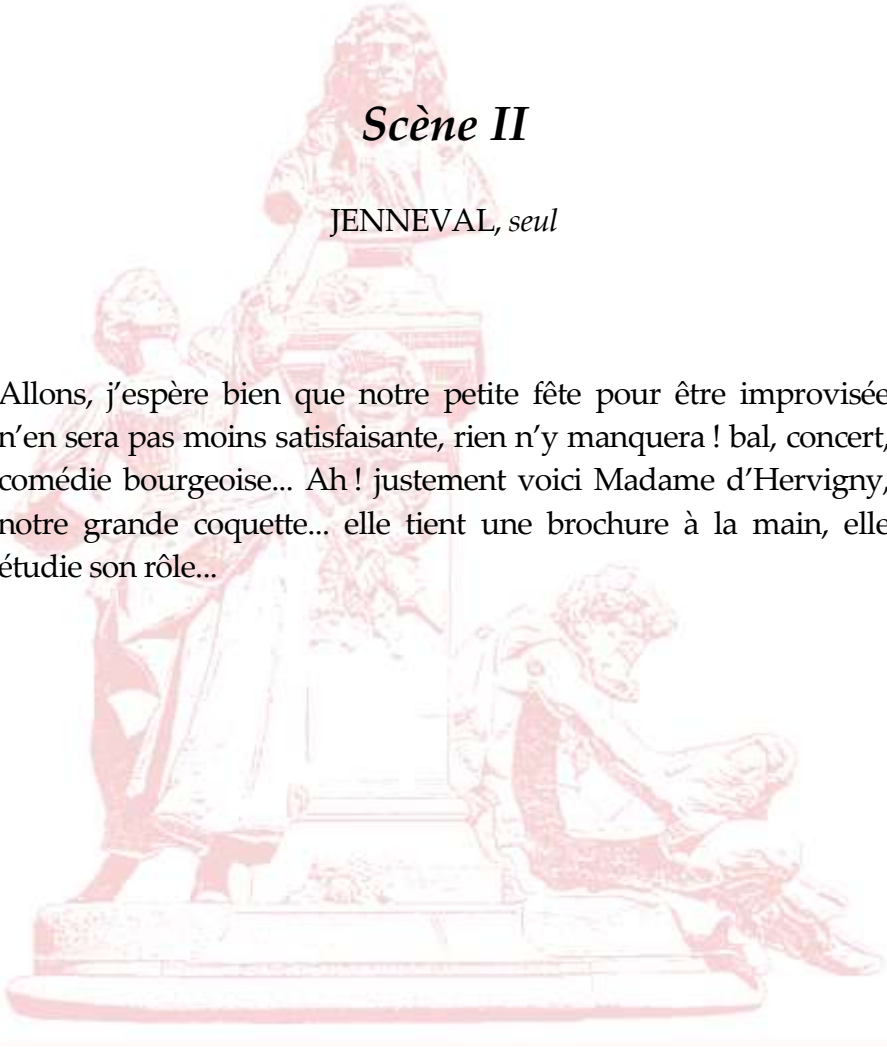 Scène II
JENNEVAL, seul
Allons, j’espère bien que notre petite fête pour être improvisée
n’en sera pas moins satisfaisante, rien n’y manquera ! bal, concert,
comédie bourgeoise... Ah ! justement voici Madame d’Hervigny,
notre grande coquette... elle tient une brochure à la main, elle
étudie son rôle...